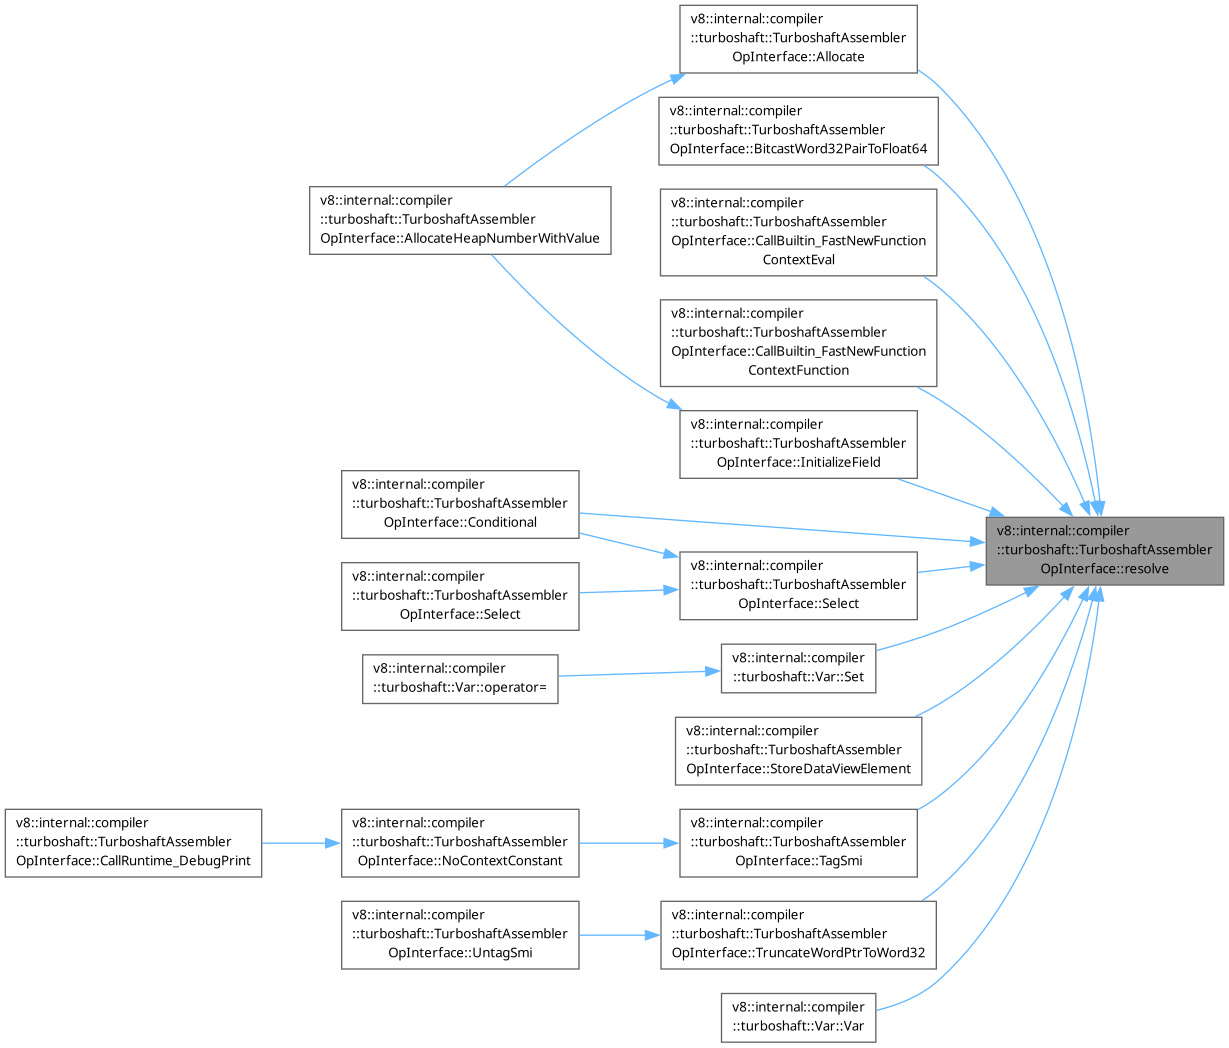 v8::internal::compiler
::turboshaft::TurboshaftAssembler
OpInterface::Allocate
v8::internal::compiler
::turboshaft::TurboshaftAssembler
OpInterface::BitcastWord32PairToFloat64
v8::internal::compiler
::turboshaft::TurboshaftAssembler
OpInterface::AllocateHeapNumberWithValue
v8::internal::compiler
::turboshaft::TurboshaftAssembler
OpInterface::CallBuiltin_FastNewFunction
ContextEval
v8::internal::compiler
::turboshaft::TurboshaftAssembler
OpInterface::CallBuiltin_FastNewFunction
ContextFunction
v8::internal::compiler
::turboshaft::TurboshaftAssembler
OpInterface::InitializeField
v8::internal::compiler
::turboshaft::TurboshaftAssembler
OpInterface::Conditional
v8::internal::compiler
::turboshaft::TurboshaftAssembler
OpInterface::resolve
v8::internal::compiler
::turboshaft::TurboshaftAssembler
OpInterface::Select
v8::internal::compiler
::turboshaft::TurboshaftAssembler
OpInterface::Select
v8::internal::compiler
::turboshaft::Var::Set
v8::internal::compiler
::turboshaft::Var::operator=
v8::internal::compiler
::turboshaft::TurboshaftAssembler
OpInterface::StoreDataViewElement
v8::internal::compiler
::turboshaft::TurboshaftAssembler
OpInterface::CallRuntime_DebugPrint
v8::internal::compiler
::turboshaft::TurboshaftAssembler
OpInterface::NoContextConstant
v8::internal::compiler
::turboshaft::TurboshaftAssembler
OpInterface::TagSmi
v8::internal::compiler
::turboshaft::TurboshaftAssembler
OpInterface::UntagSmi
v8::internal::compiler
::turboshaft::TurboshaftAssembler
OpInterface::TruncateWordPtrToWord32
v8::internal::compiler
::turboshaft::Var::Var